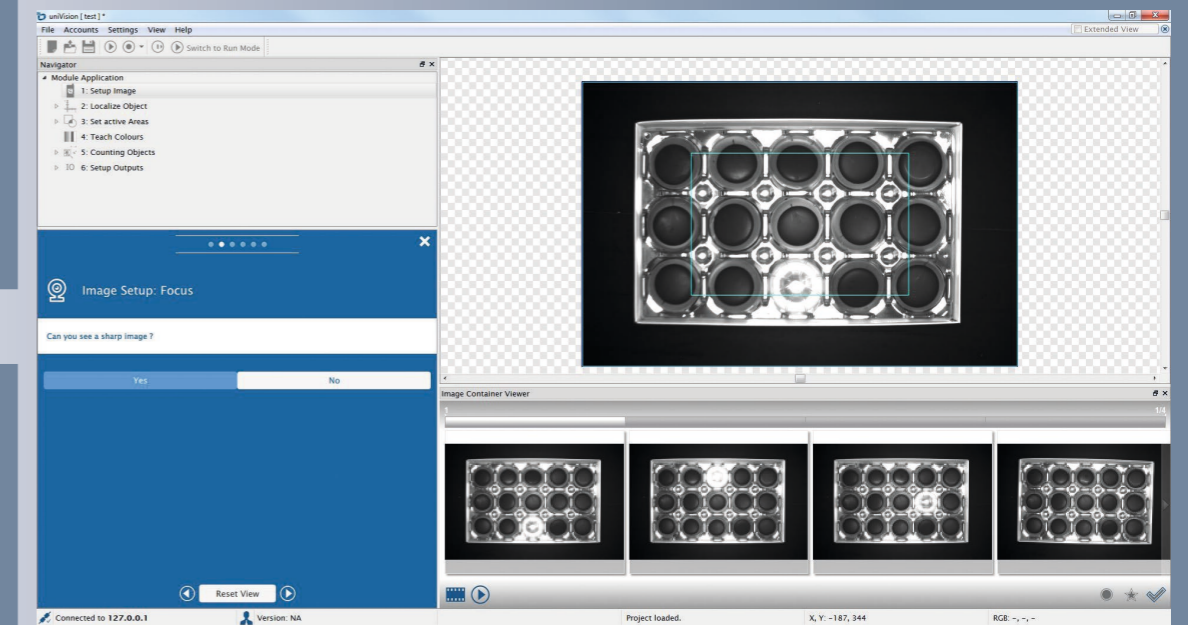 uniVision [ test ] *
File Accounts Settings View Help
Extended View
Switch to Run Mode
Navigator
Module Application
1: Setup Image
2: Localize Object
3: Set active Areas
4: Teach Colours
5: Counting Objects
IO 6: Setup Outputs
Image Setup: Focus
Can you see a sharp image ?
Yes No
Reset View
Image Container Viewer
1 1/4
Connected to 127.0.0.1 Version: NA Project loaded. X, Y: -187, 344 RGB: -, -, -